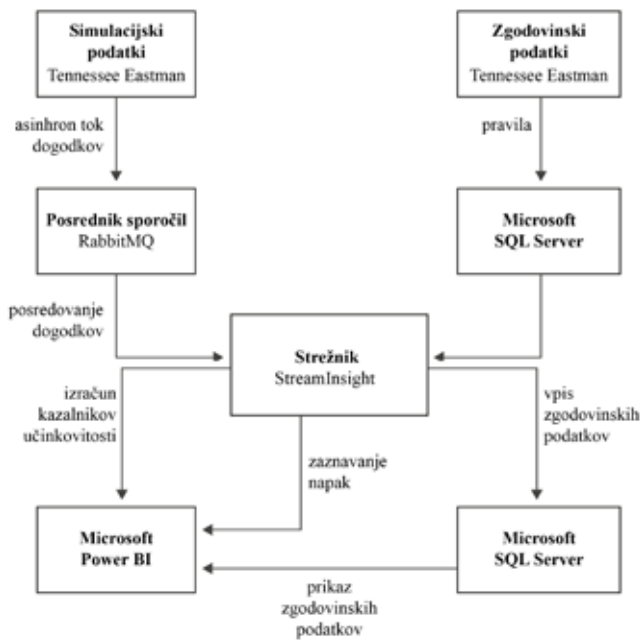 Simulacijski
podatki
Tennessee Eastman
Zgodovinski
podatki
Tennessee Eastman
asinhron tok
dogodkov
pravila
Posrednik sporočil
RabbitMQ
Microsoft
SQL Server
posredovanje
dogodkov
Strežnik
StreamInsight
izračun
kazalnikov
učinkovitosti
vpis
zgodovinskih
podatkov
zaznavanje
napak
Microsoft
Power BI
Microsoft
SQL Server
prikaz
zgodovinskih
podatkov